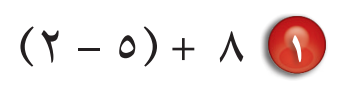 ١ ٨ + (٥ – ٢)